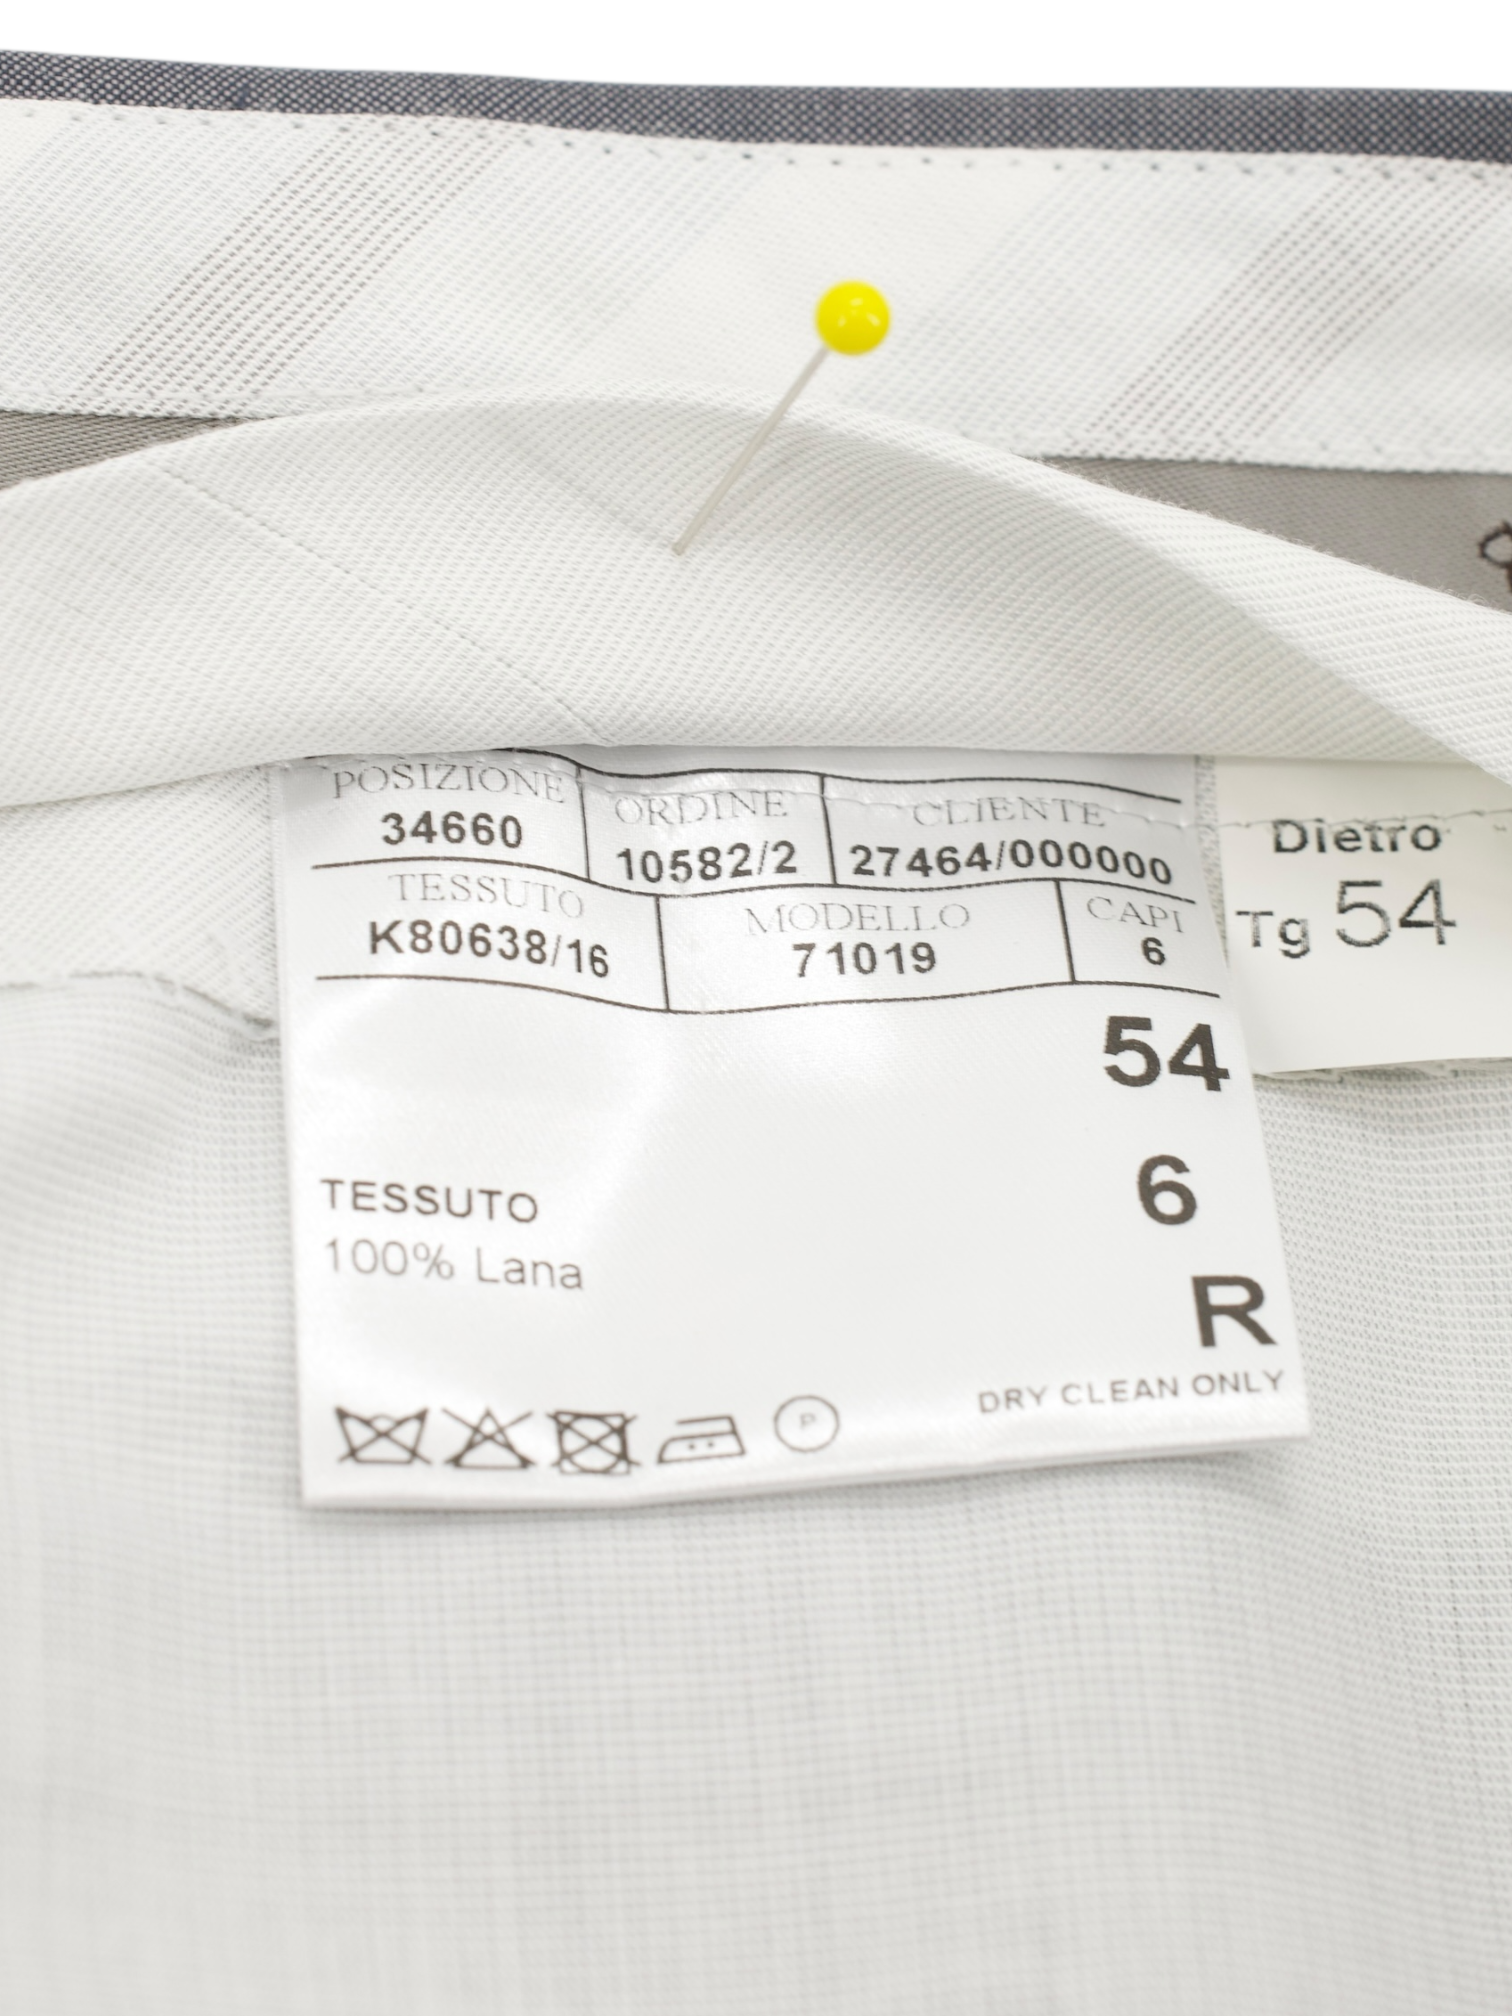 POSIZIONE ORDINE CLIENTE
34660 10582/2 27464/000000
TESSUTO MODELLO CAPI
K80638/16 71019 6
54
6
R
TESSUTO
100% Lana
DRY CLEAN ONLY
P
Dietro
Tg 54